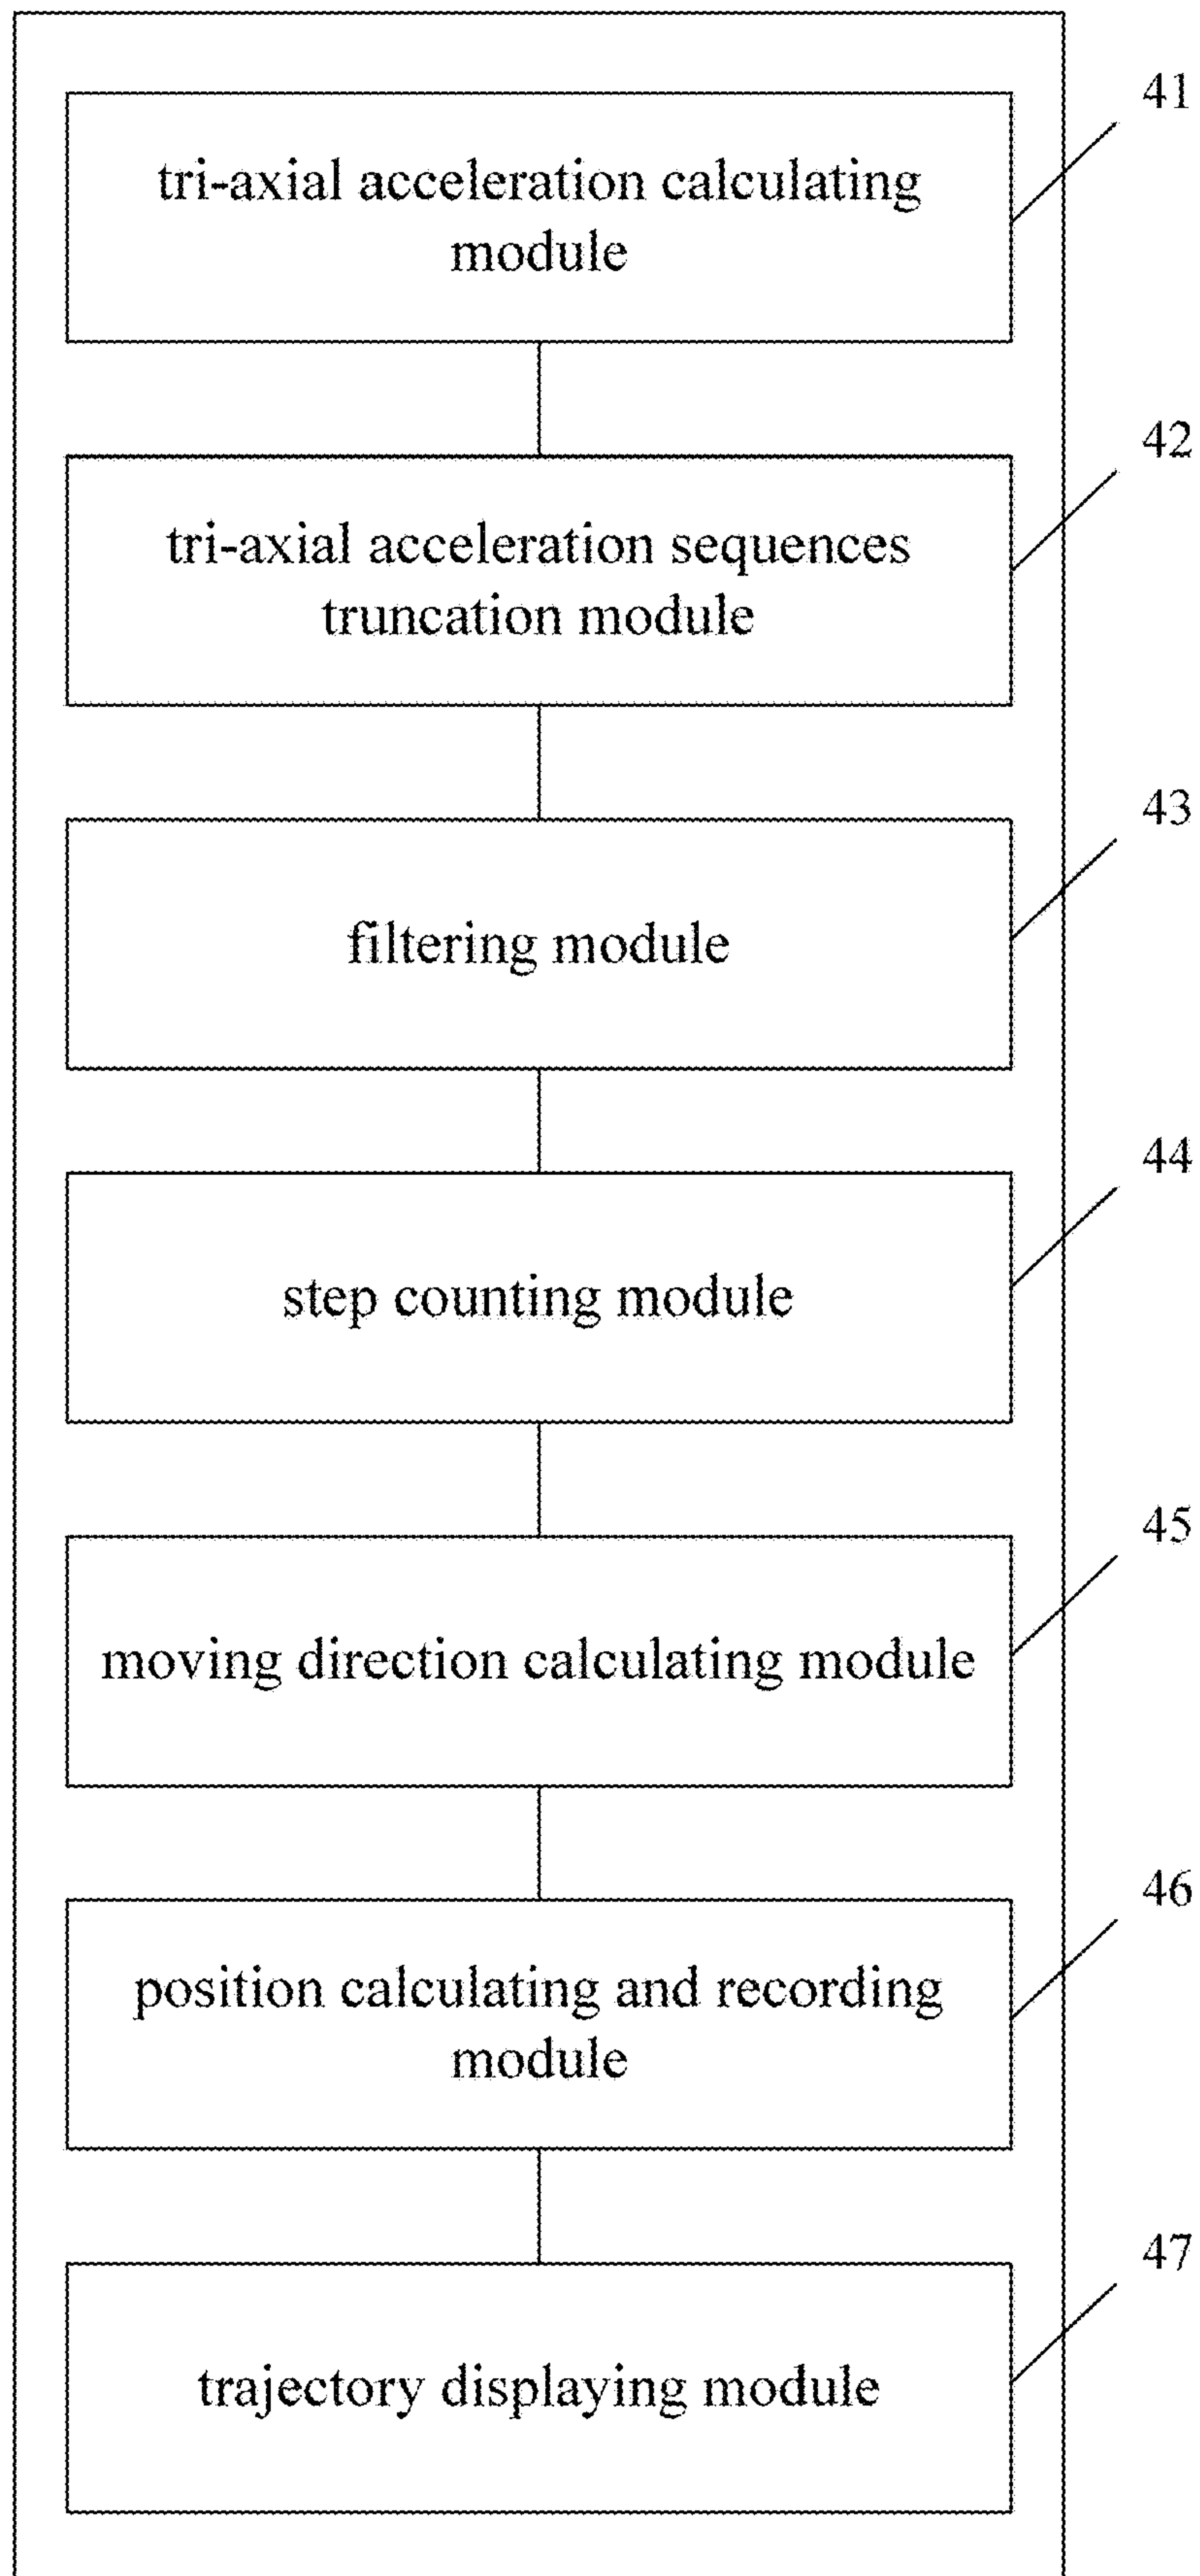 41
tri-axial acceleration calculating
module
42
tri-axial acceleration sequences
truncation module
43
filtering module
44
step counting module
45
moving direction calculating module
46
position calculating and recording
module
47
trajectory displaying module